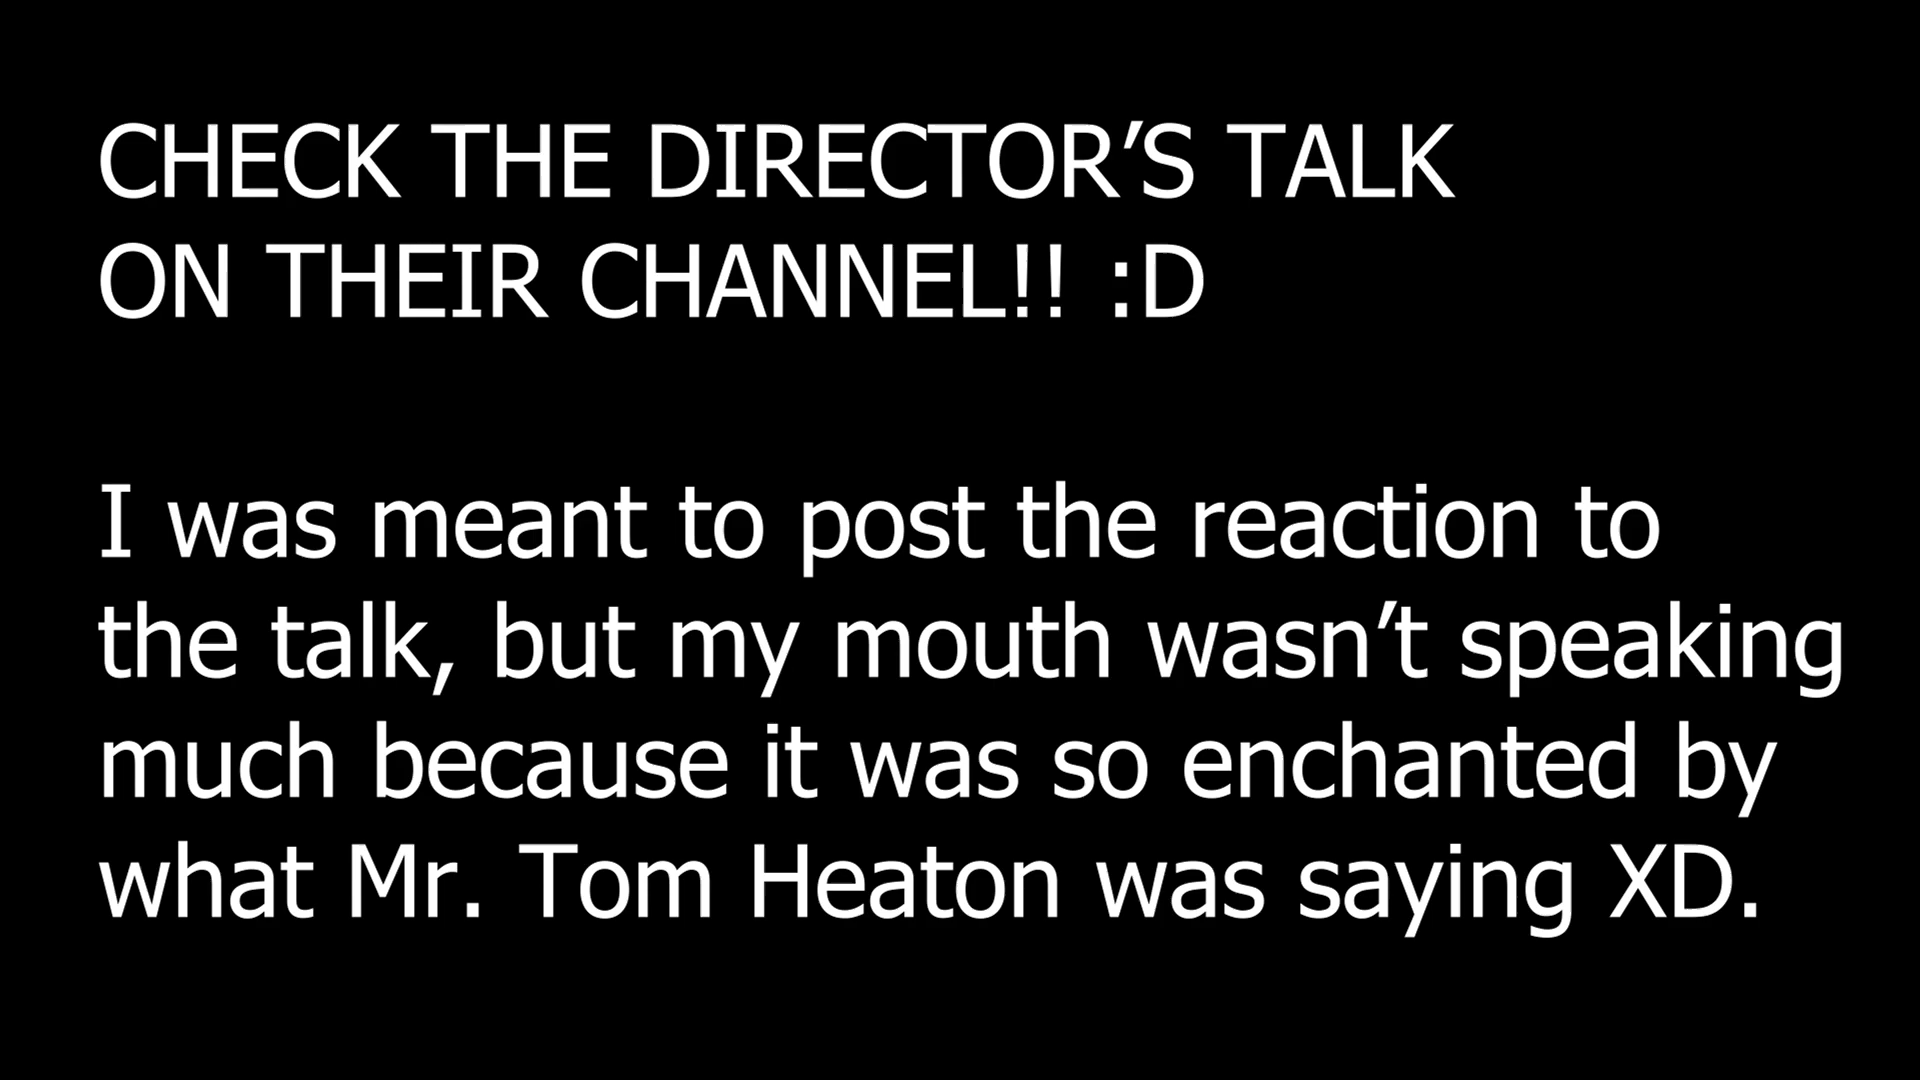 CHECK THE DIRECTOR’S TALK
ON THEIR CHANNEL!! :D
I was meant to post the reaction to
the talk, but my mouth wasn’t speaking
much because it was so enchanted by
what Mr. Tom Heaton was saying XD.